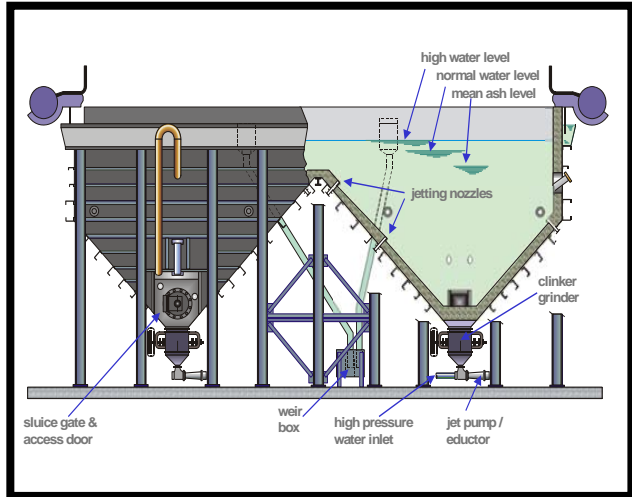 high water level
normal water level
mean ash level
jetting nozzles
clinker
grinder
sluice gate &
access door
weir
box
high pressure
water inlet
jet pump /
eductor